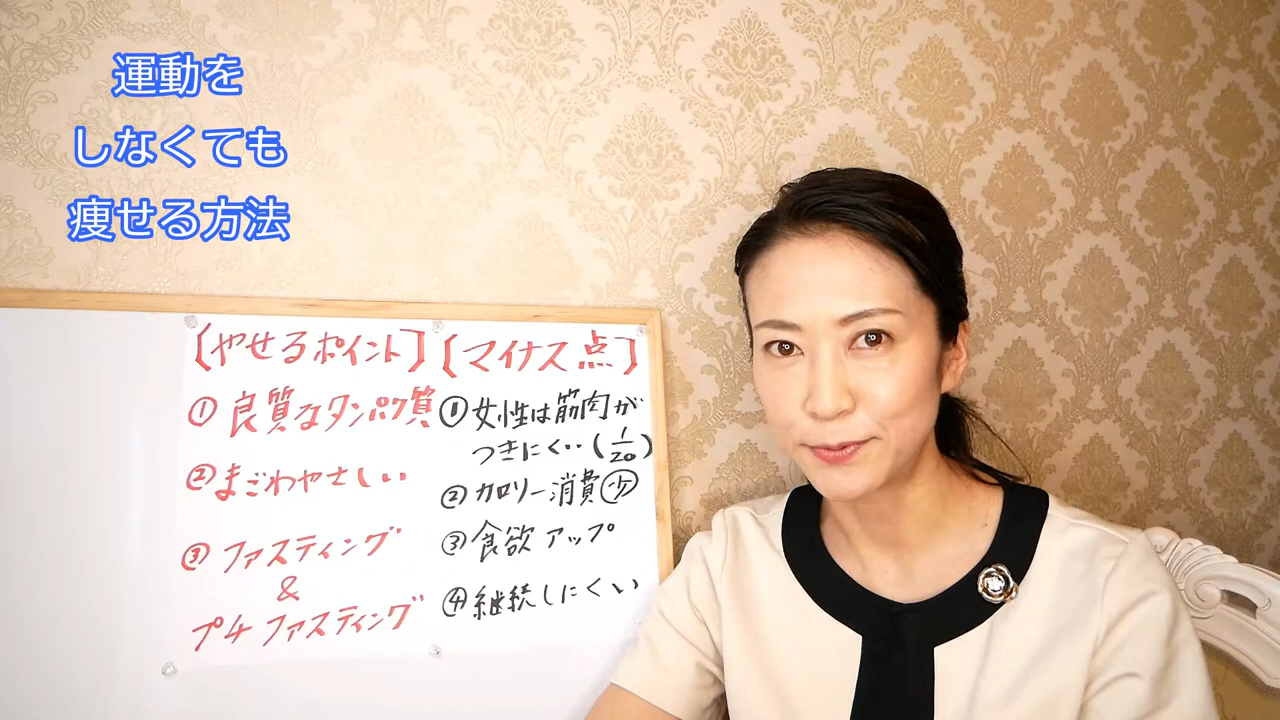 運動を
しなくても
痩せる方法
【やせるポイント】
① 良質なタンパク質
② まごわやさしい
③ ファスティング
&
プチファスティング
【マイナス点】
① 女性は筋肉が
つきにくい (1/20)
② カロリー消費 少
③ 食欲アップ
④ 継続しにくい